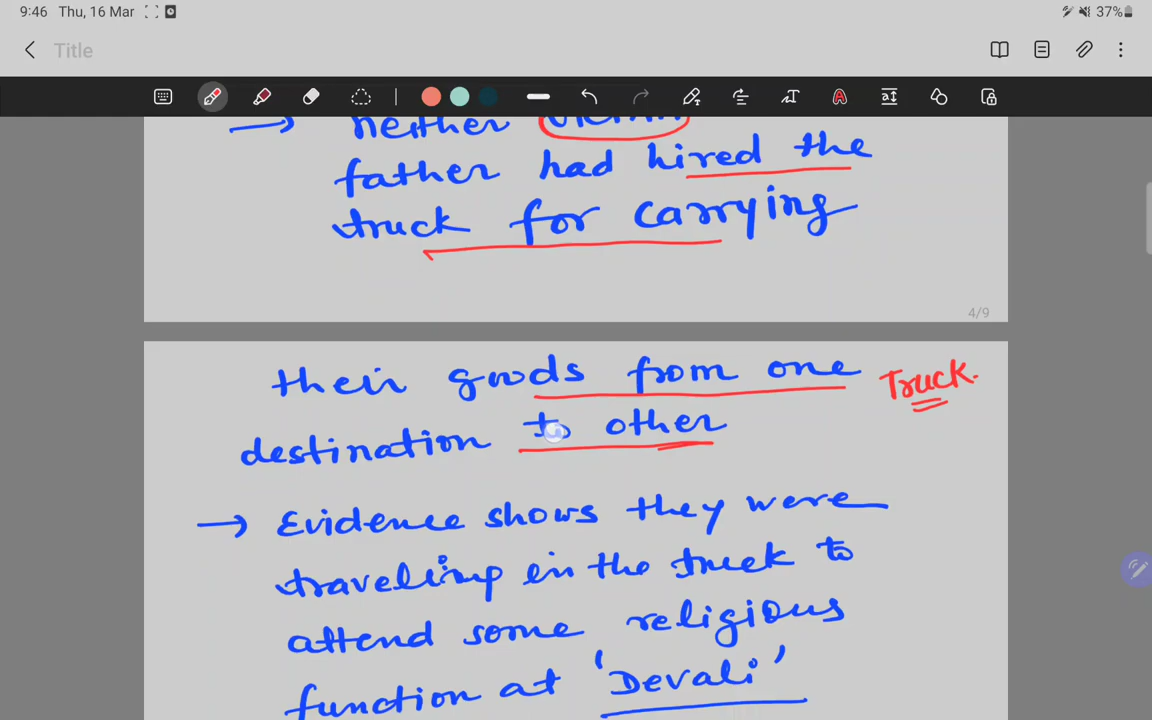 9:46 Thu, 16 Mar
37%
Title
→ neither victim
father had hired the
truck for carrying
4/9
their goods from one
Truck.
destination to other
→ Evidence shows they were
traveling in the truck to
attend some religious
function at 'Devali'